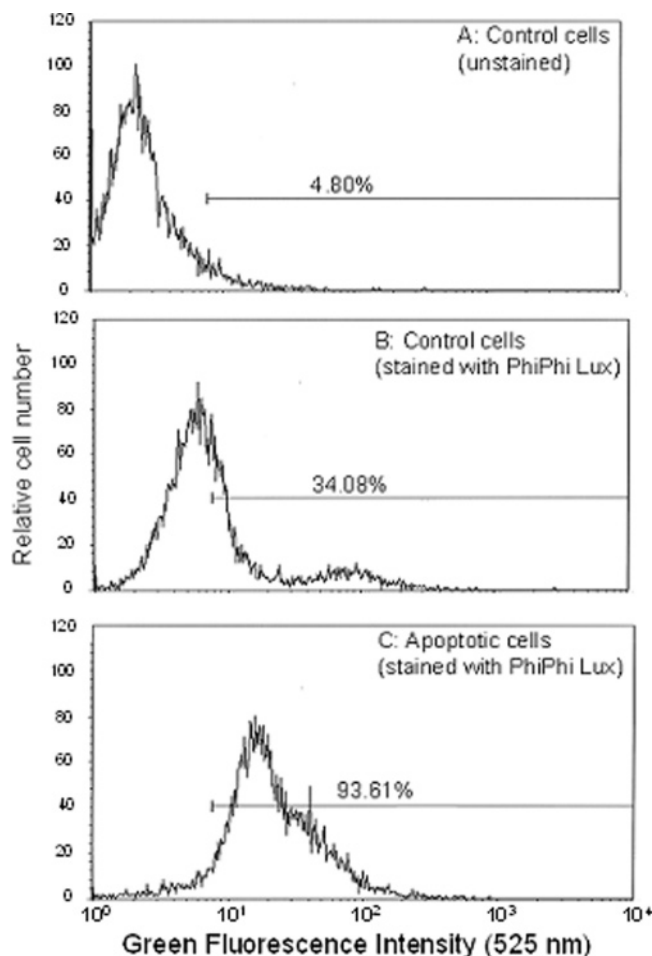 120
100
80
60
40
20
0
A: Control cells
(unstained)
4.80%
120
100
80
60
40
20
0
B: Control cells
(stained with PhiPhi Lux)
34.08%
120
100
80
60
40
20
0
C: Apoptotic cells
(stained with PhiPhi Lux)
93.61%
Relative cell number
10⁰ 10¹ 10² 10³ 10⁴
Green Fluorescence Intensity (525 nm)